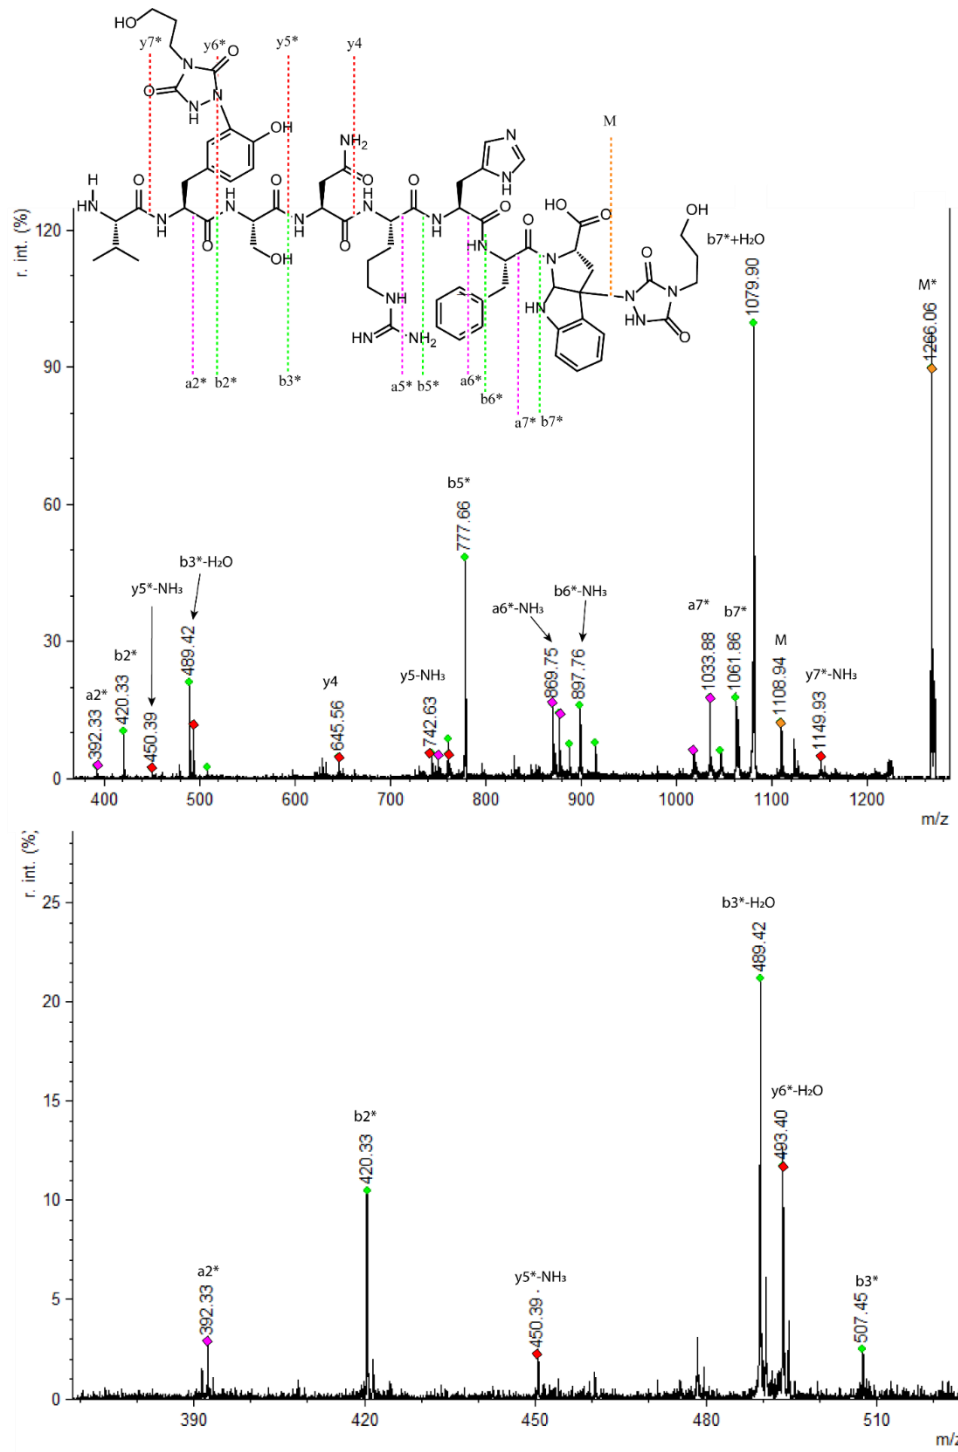 HO
y7* y6* y5* y4
O
N
O
N
NH
OH
M
NH₂
O
N
NH
H
N
H
O
H
N
O
OH
O
H
N
O
H
N
O
H
N
O
NH
HO
O
N
OH
O
N
N
NH
O
HN
NH
HN
NH₂
a2* b2* b3* a5* b5* a6* b6* a7* b7*
r. int. (%)
120
90
60
30
0
a2*
392.33
b2*
420.33
y5*-NH₃
450.39
b3*-H₂O
489.42
y4
645.56
y5-NH₃
742.63
b5*
777.66
a6*-NH₃
869.75
b6*-NH₃
897.76
a7*
1033.88
b7*
1061.86
b7*+H₂O
1079.90
M
1108.94
y7*-NH₃
1149.93
M*
1266.06
400 500 600 700 800 900 1000 1100 1200
m/z
r. int. (%)
25
20
15
10
5
0
a2*
392.33
b2*
420.33
y5*-NH₃
450.39
b3*-H₂O
489.42
y6*-H₂O
493.40
b3*
507.45
390 420 450 480 510
m/z